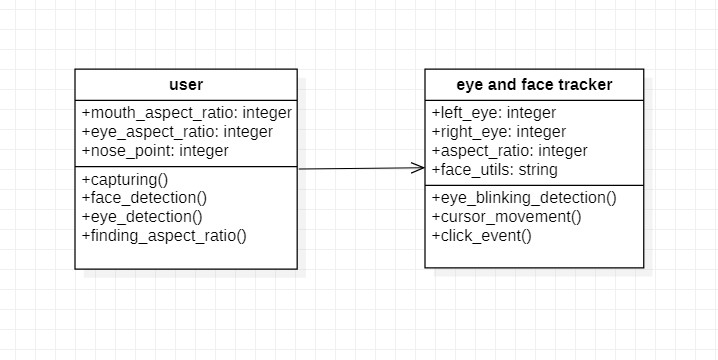 user
+mouth_aspect_ratio: integer
+eye_aspect_ratio: integer
+nose_point: integer
+capturing()
+face_detection()
+eye_detection()
+finding_aspect_ratio()
eye and face tracker
+left_eye: integer
+right_eye: integer
+aspect_ratio: integer
+face_utils: string
+eye_blinking_detection()
+cursor_movement()
+click_event()